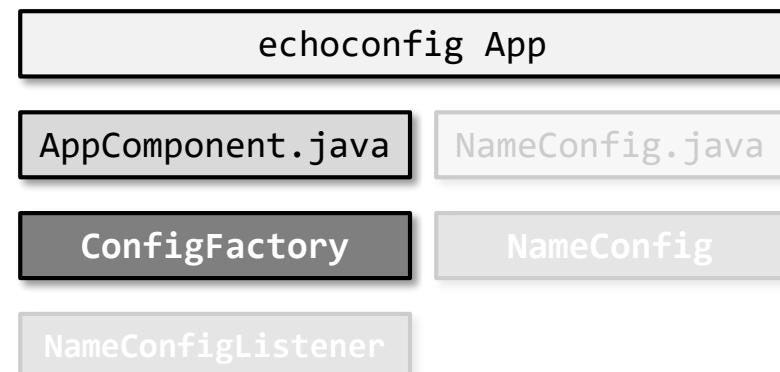 echoconfig App
AppComponent.java NameConfig.java
ConfigFactory NameConfig
NameConfigListener